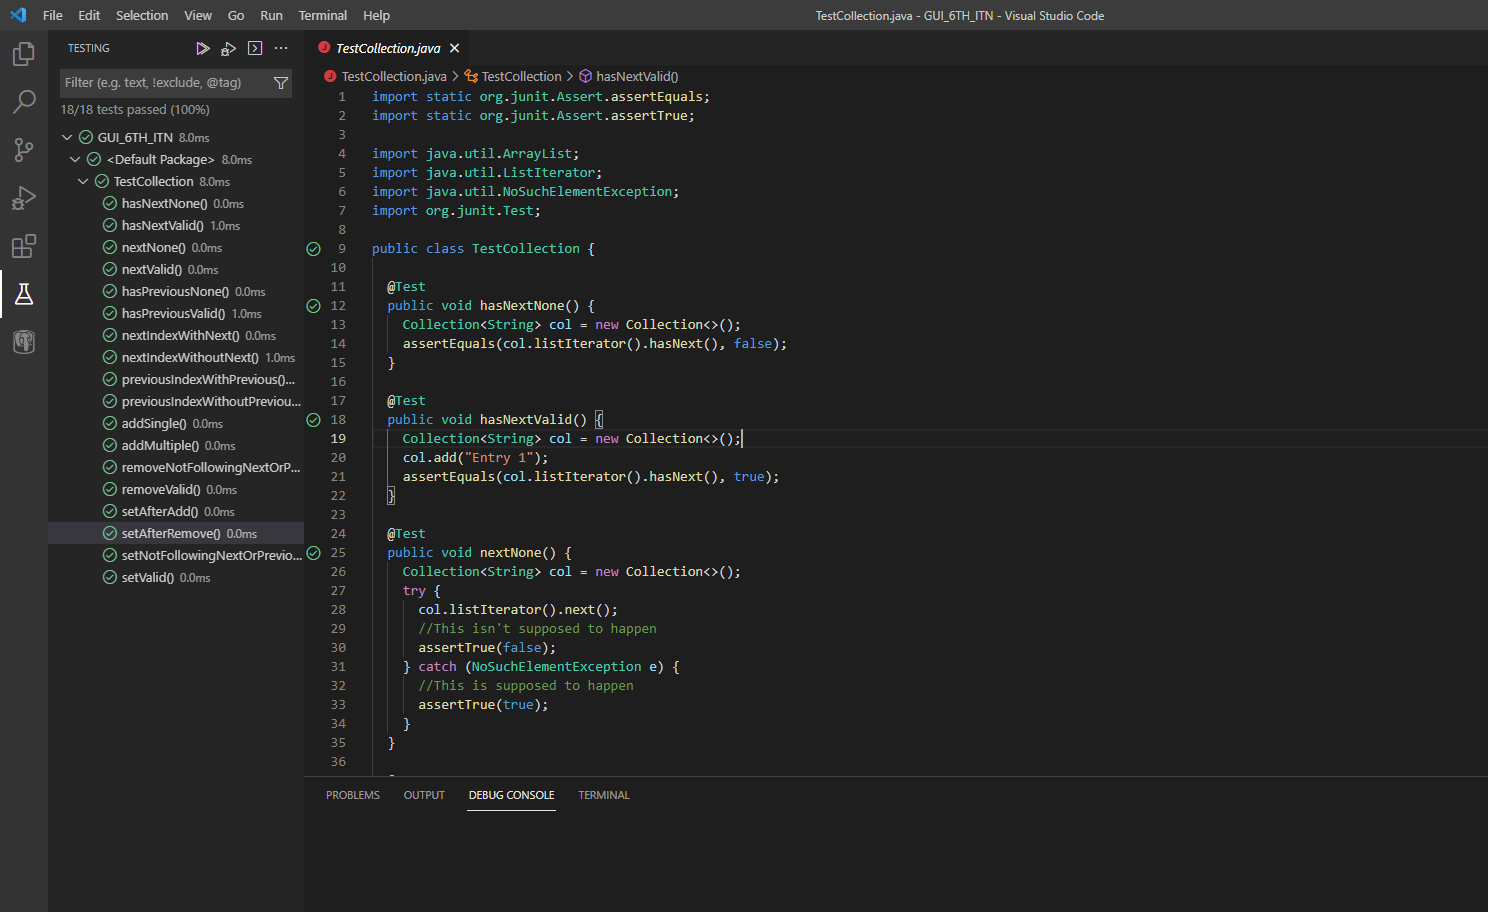 File Edit Selection View Go Run Terminal Help
TestCollection.java - GUI_6TH_ITN - Visual Studio Code
TESTING
Filter (e.g. text, !exclude, @tag)
18/18 tests passed (100%)
GUI_6TH_ITN 8.0ms
<Default Package> 8.0ms
TestCollection 8.0ms
hasNextNone() 0.0ms
hasNextValid() 1.0ms
nextNone() 0.0ms
nextValid() 0.0ms
hasPreviousNone() 0.0ms
hasPreviousValid() 1.0ms
nextIndexWithNext() 0.0ms
nextIndexWithoutNext() 1.0ms
previousIndexWithPrevious()...
previousIndexWithoutPreviou...
addSingle() 0.0ms
addMultiple() 0.0ms
removeNotFollowingNextOrP...
removeValid() 0.0ms
setAfterAdd() 0.0ms
setAfterRemove() 0.0ms
setNotFollowingNextOrPrevio...
setValid() 0.0ms
J TestCollection.java
J TestCollection.java > TestCollection > hasNextValid()
1 import static org.junit.Assert.assertEquals;
2 import static org.junit.Assert.assertTrue;
3
4 import java.util.ArrayList;
5 import java.util.ListIterator;
6 import java.util.NoSuchElementException;
7 import org.junit.Test;
8
9 public class TestCollection {
10
11 @Test
12 public void hasNextNone() {
13 Collection<String> col = new Collection<>();
14 assertEquals(col.listIterator().hasNext(), false);
15 }
16
17 @Test
18 public void hasNextValid() {
19 Collection<String> col = new Collection<>();
20 col.add("Entry 1");
21 assertEquals(col.listIterator().hasNext(), true);
22 }
23
24 @Test
25 public void nextNone() {
26 Collection<String> col = new Collection<>();
27 try {
28 col.listIterator().next();
29 //This isn't supposed to happen
30 assertTrue(false);
31 } catch (NoSuchElementException e) {
32 //This is supposed to happen
33 assertTrue(true);
34 }
35 }
36
PROBLEMS OUTPUT DEBUG CONSOLE TERMINAL